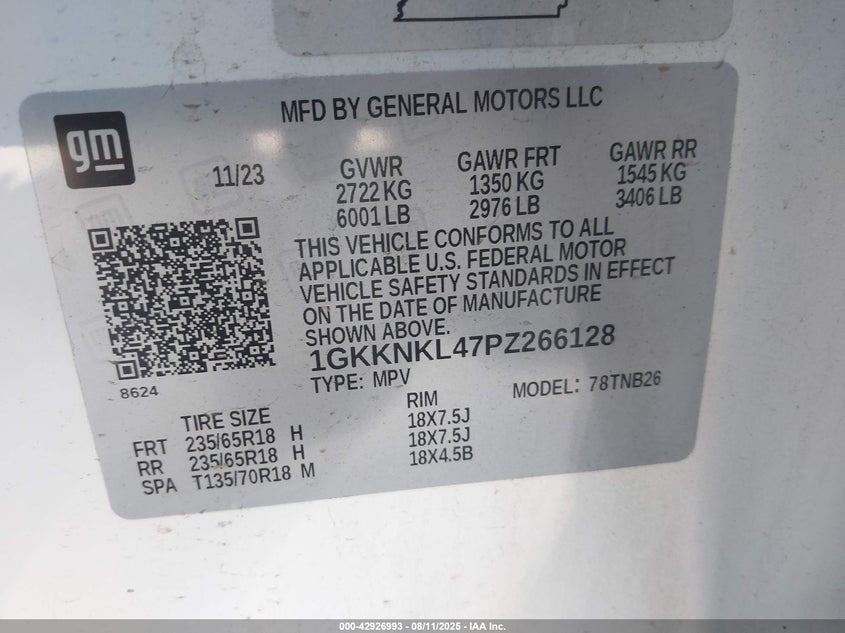 MFD BY GENERAL MOTORS LLC
gm
11/23
GVWR
2722 KG
6001 LB
GAWR FRT
1350 KG
2976 LB
GAWR RR
1545 KG
3406 LB
THIS VEHICLE CONFORMS TO ALL
APPLICABLE U.S. FEDERAL MOTOR
VEHICLE SAFETY STANDARDS IN EFFECT
ON THE DATE OF MANUFACTURE
SHOWN ABOVE.
1GKKNKL47PZ266128
8624
TYPE: MPV
MODEL: 78TNB26
TIRE SIZE
RIM
FRT 235/65R18 H 18X7.5J
RR 235/65R18 H 18X7.5J
SPA T135/70R18 M 18X4.5B
000-42926993 - 08/11/2025 - IAA Inc.